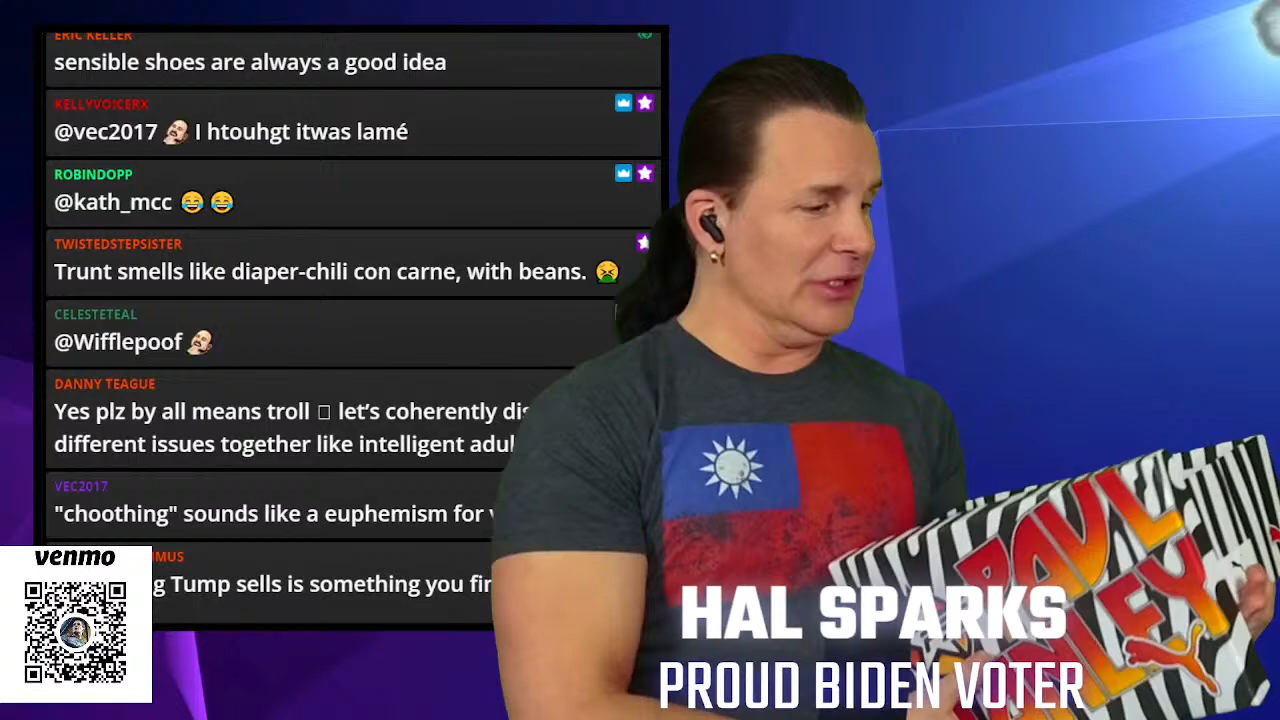 ERIC KELLER
sensible shoes are always a good idea
KELLYVOICERX
@vec2017 I htouhgt itwas lamé
ROBINDOPP
@kath_mcc 😂 😂
TWISTEDSTEPSISTER
Trunt smells like diaper-chili con carne, with beans. 🤮
CELESTETEAL
@Wifflepoof
DANNY TEAGUE
Yes plz by all means troll let’s coherently
different issues together like intelligent
VEC2017
"choothing" sounds like a euphemism for
Tump sells is something you
venmo
PAUL
HAL SPARKS
PROUD BIDEN VOTER